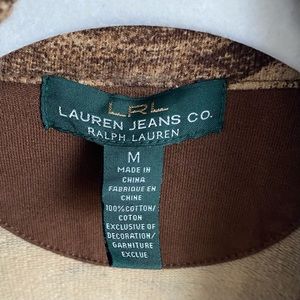 LRL
LAUREN JEANS CO.
RALPH LAUREN
M
MADE IN
CHINA
FABRIQUE EN
CHINE
100%COTTON/
COTON
EXCLUSIVE OF
DECORATION/
GARNITURE
EXCLUE